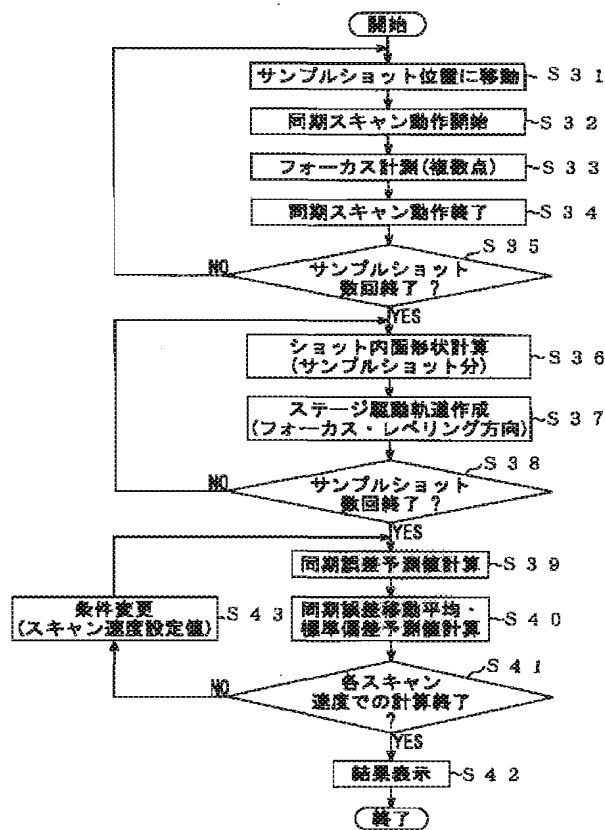 開始
サンプルショット位置に移動
S31
同期スキャン動作開始
S32
フォーカス計測(複数点)
S33
同期スキャン動作終了
S34
S35
サンプルショット
数回終了 ?
NO
YES
ショット内面形状計算
(サンプルショット分)
S36
ステージ駆動軌道作成
(フォーカス・レベリング方向)
S37
S38
サンプルショット
数回終了 ?
NO
YES
同期誤差予測値計算
S39
条件変更
(スキャン速度設定値)
S43
同期誤差移動平均・
標準偏差予測値計算
S40
S41
各スキャン
速度での計算終了
?
NO
YES
結果表示
S42
終了